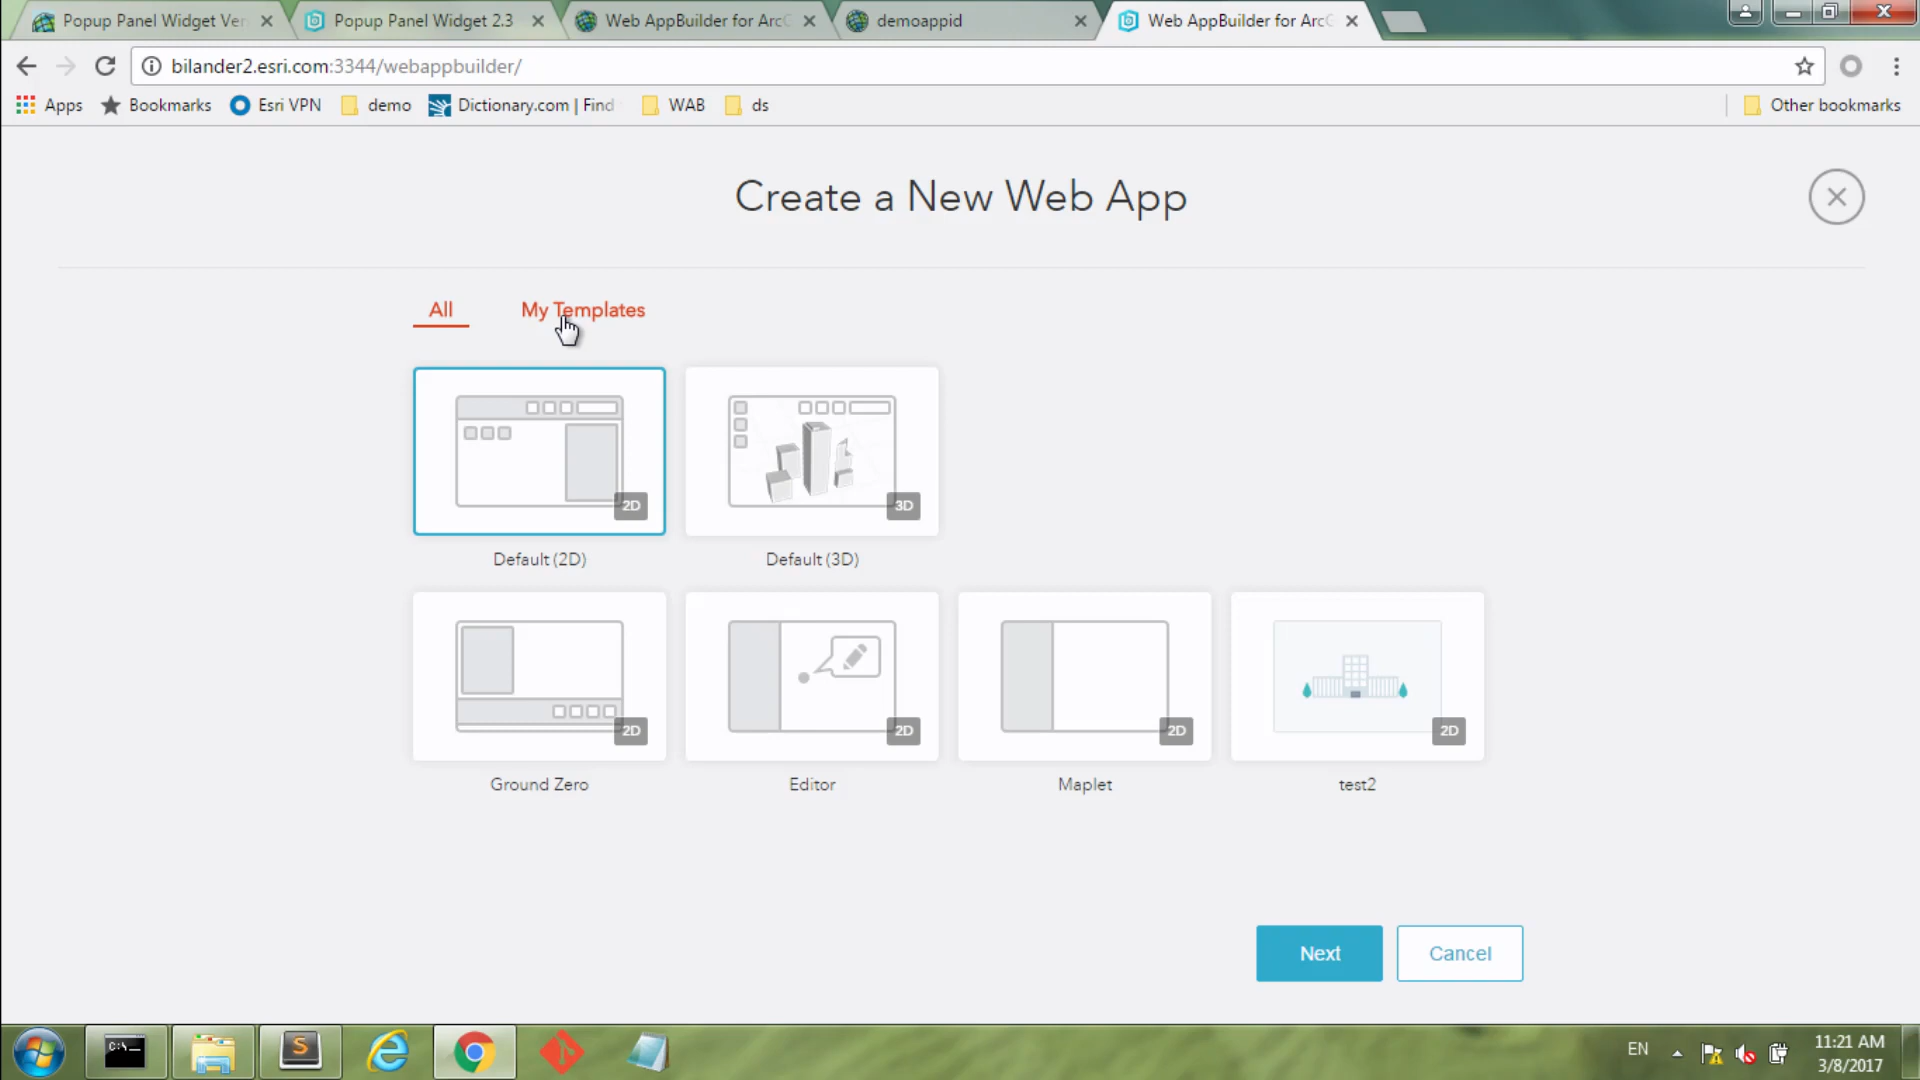 Popup Panel Widget Ver
Popup Panel Widget 2.3
Web AppBuilder for ArcG
demoappid
Web AppBuilder for ArcG
bilander2.esri.com:3344/webappbuilder/
Apps
Bookmarks
Esri VPN
demo
Dictionary.com | Find
WAB
ds
Other bookmarks
Create a New Web App
All
My Templates
2D
3D
Default (2D)
Default (3D)
2D
2D
2D
2D
Ground Zero
Editor
Maplet
test2
Next
Cancel
C:\
S
EN
11:21 AM
3/8/2017